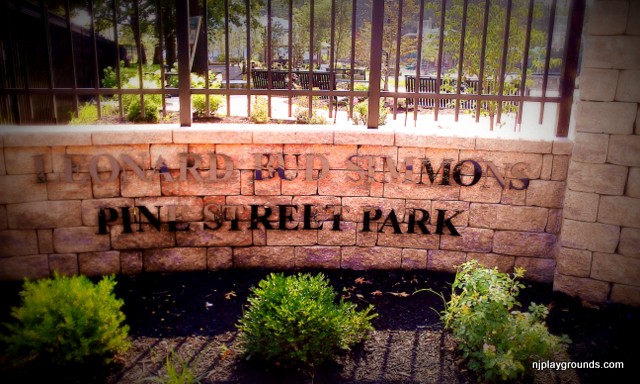 LEONARD BUD SIMMONS
PINE STREET PARK
njplaygrounds.com